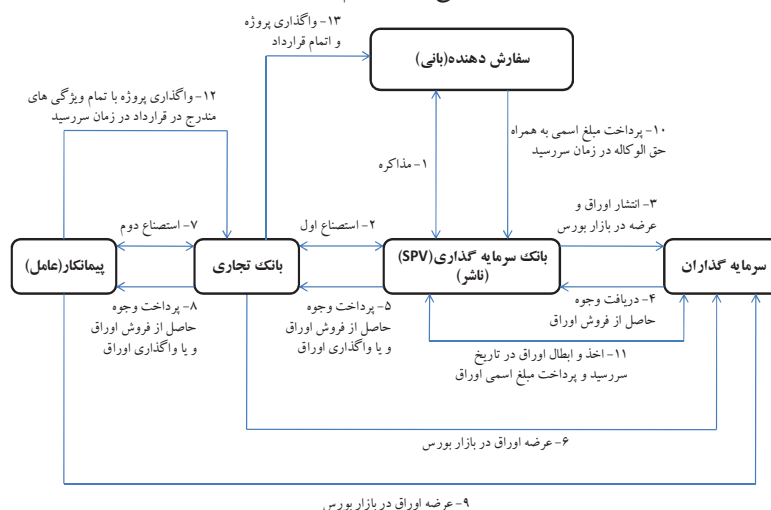 ۱۳- واگذاری پروژه
و اتمام قرارداد
سفارش دهنده(بانی)
۱۲- واگذاری پروژه با تمام ویژگی های
مندرج در قرارداد در زمان سررسید
۱۰- پرداخت مبلغ اسمی به همراه
حق الوکاله در زمان سررسید
۱- مذاکره
۳- انتشار اوراق و
عرضه در بازار بورس
۷- استصناع دوم
۲- استصناع اول
پیمانکار(عامل)
بانک تجاری
بانک سرمایه گذاری(SPV)
(ناشر)
سرمایه گذاران
۸- پرداخت وجوه
حاصل از فروش اوراق
و یا واگذاری اوراق
۵- پرداخت وجوه
حاصل از فروش اوراق
و یا واگذاری اوراق
۴- دریافت وجوه
حاصل از فروش اوراق
۱۱- اخذ و ابطال اوراق در تاریخ
سررسید و پرداخت مبلغ اسمی اوراق
۶- عرضه اوراق در بازار بورس
۹- عرضه اوراق در بازار بورس